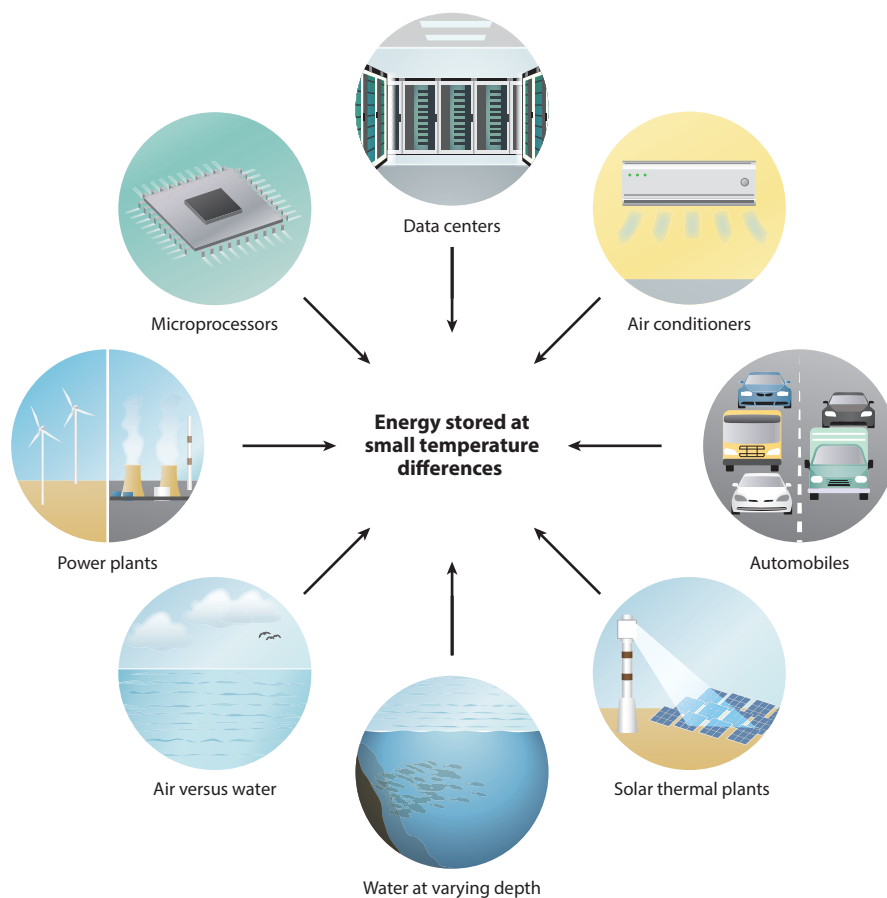 Data centers
Microprocessors
Air conditioners
Energy stored at
small temperature
differences
Power plants
Automobiles
Air versus water
Solar thermal plants
Water at varying depth